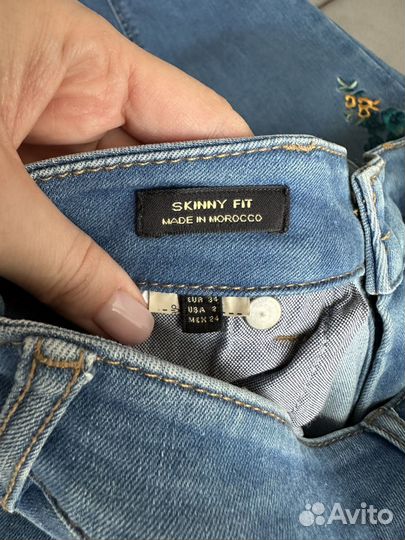 SKINNY FIT
MADE IN MOROCCO
EUR 34
USA 2
MEX 24
Avito